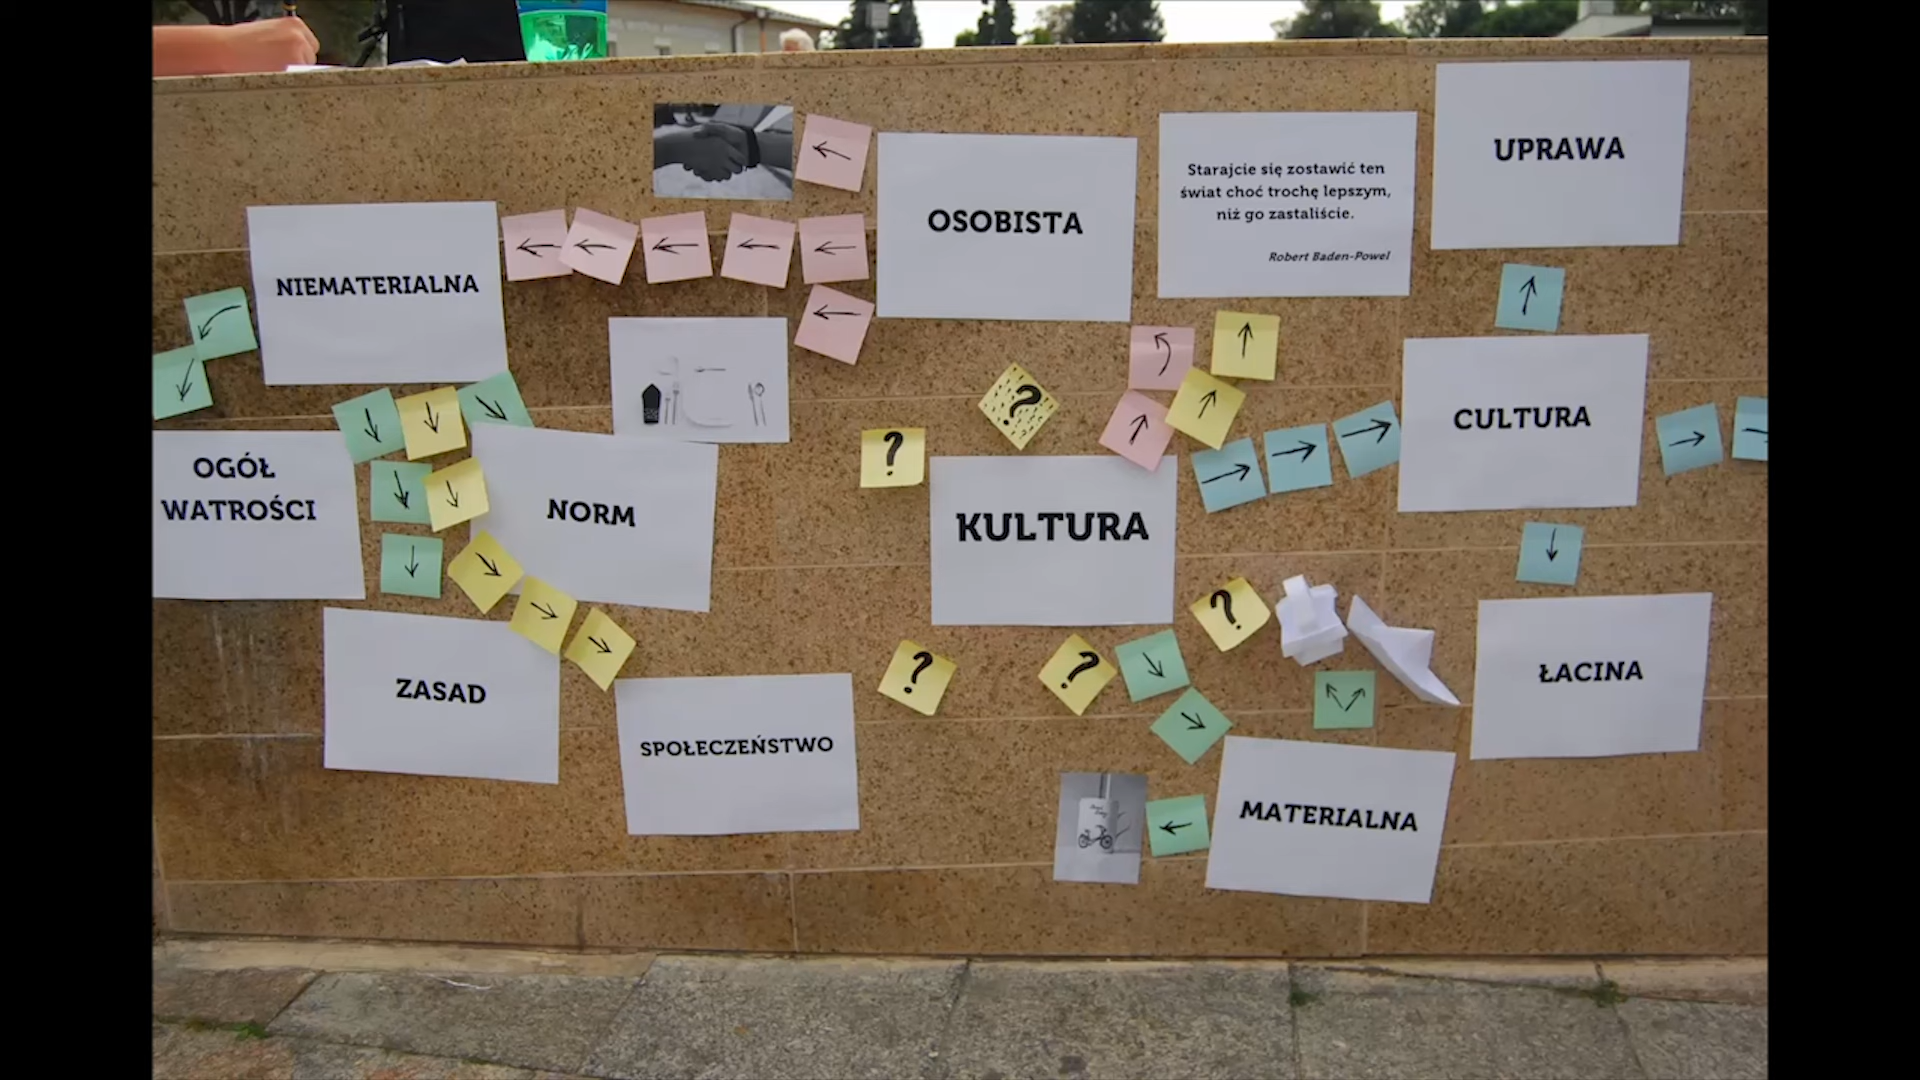 UPRAWA
Starajcie się zostawić ten
świat choć trochę lepszym,
niż go zastaliście.
Robert Baden-Powel
OSOBISTA
NIEMATERIALNA
CULTURA
OGÓŁ
WATROŚCI
NORM
?
?
KULTURA
?
?
?
ZASAD
ŁACINA
SPOŁECZEŃSTWO
MATERIALNA